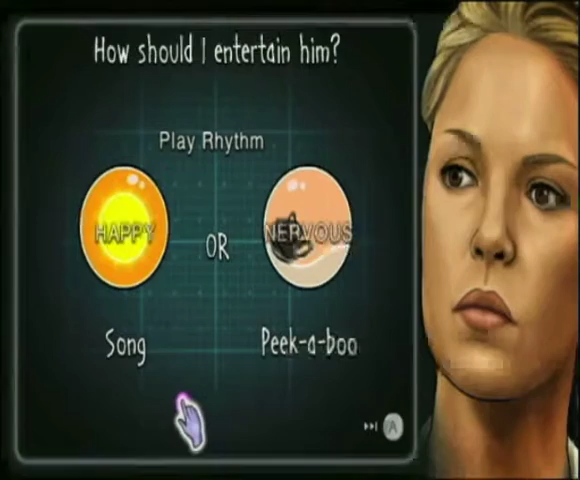 How should I entertain him?
Play Rhythm
HAPPY
OR
NERVOUS
Song
Peek-a-boo
A